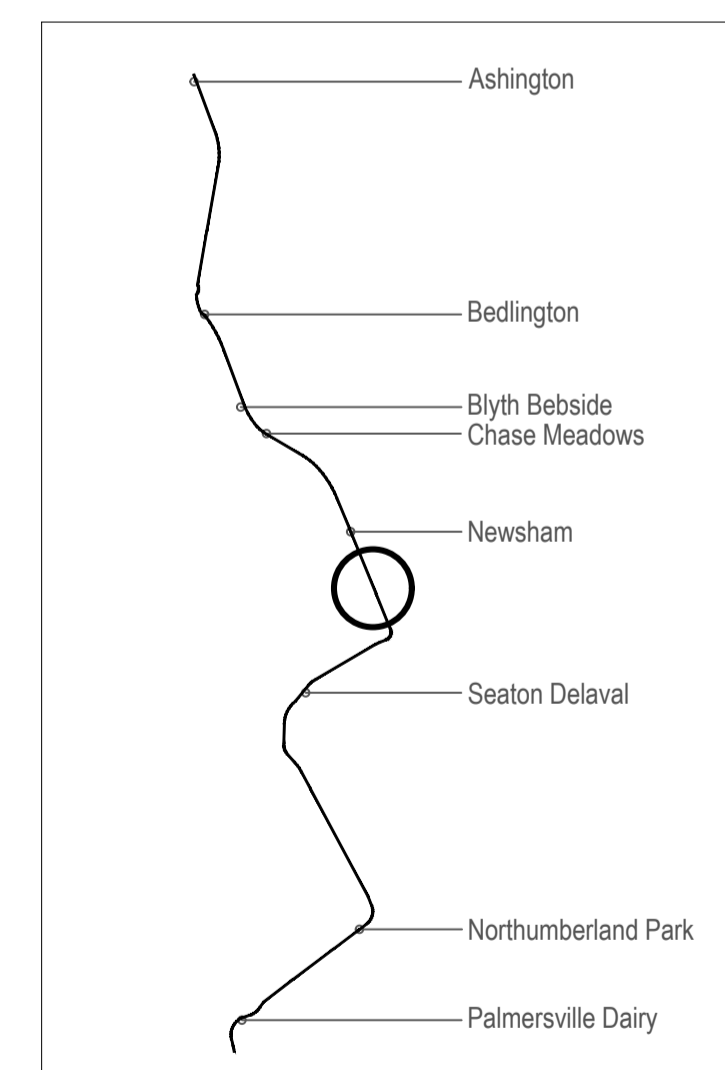 Ashington
Bedlington
Blyth Bebside
Chase Meadows
Newsham
Seaton Delaval
Northumberland Park
Palmersville Dairy